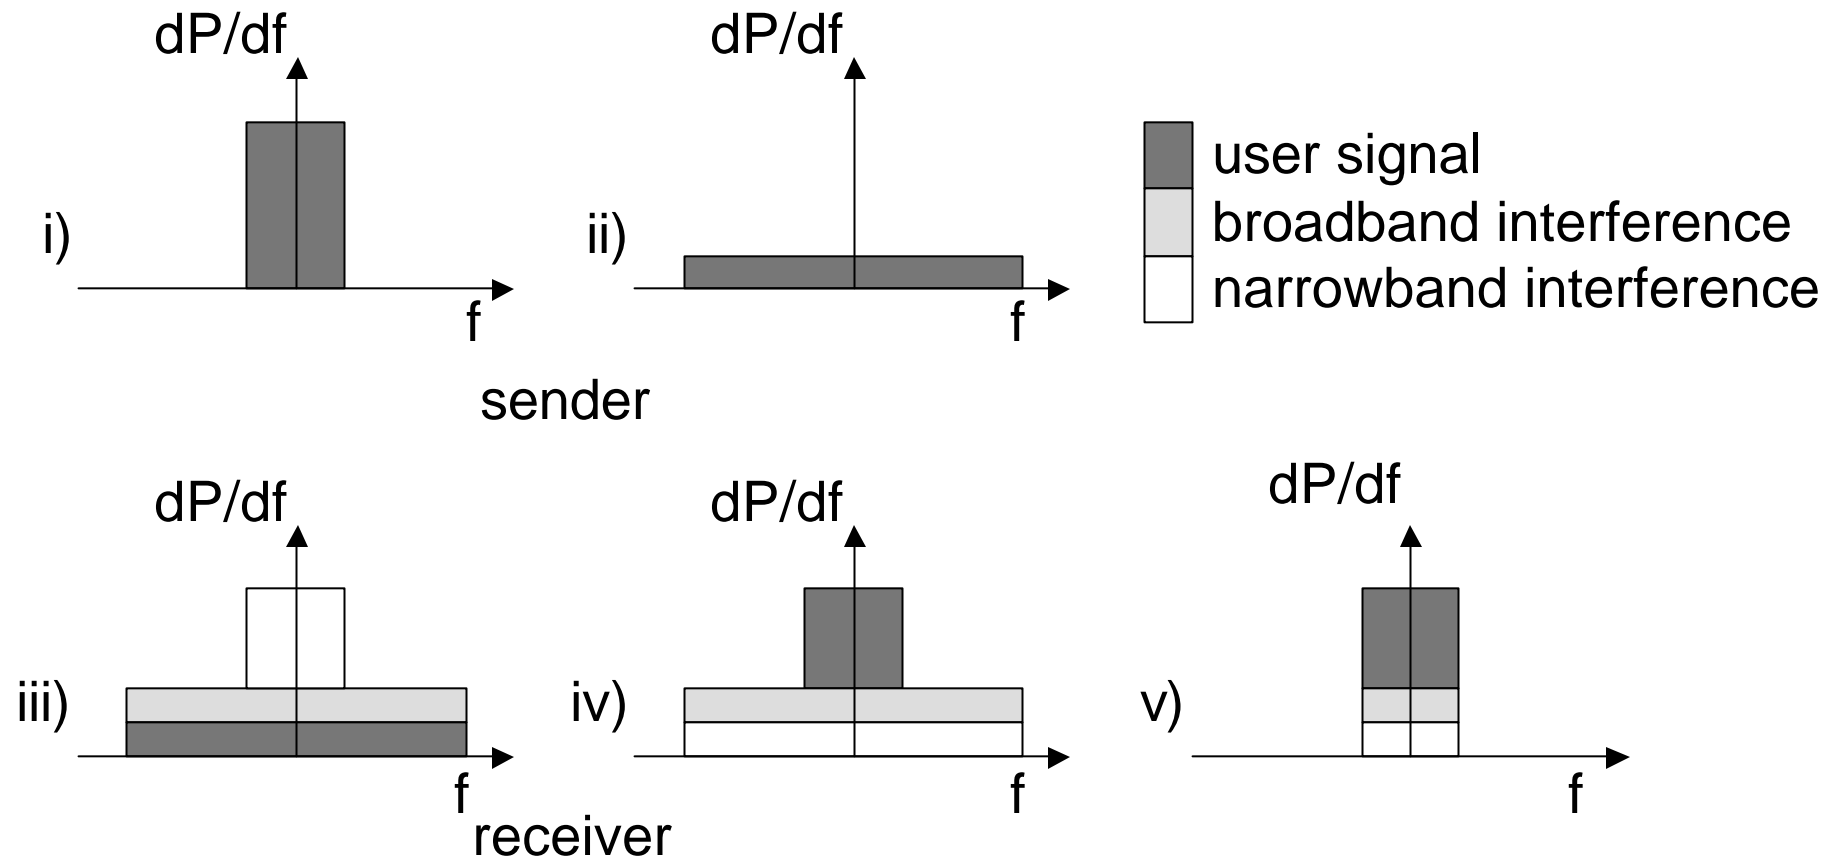 dP/df
dP/df
user signal
broadband interference
narrowband interference
i)
ii)
f
f
sender
dP/df
dP/df
dP/df
iii)
iv)
v)
f
f
f
receiver